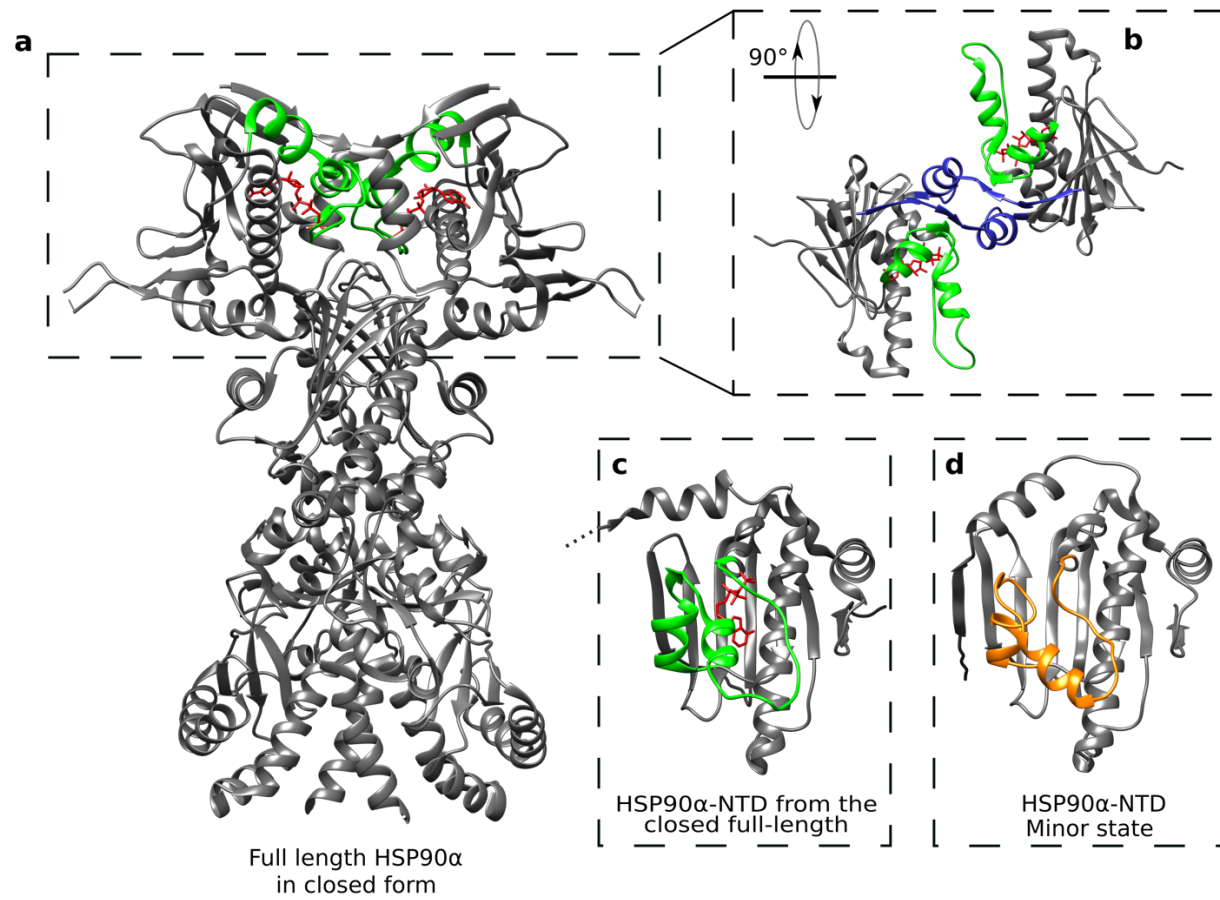 a
90°
b
c
d
HSP90α-NTD from the
closed full-length
HSP90α-NTD
Minor state
Full length HSP90α
in closed form